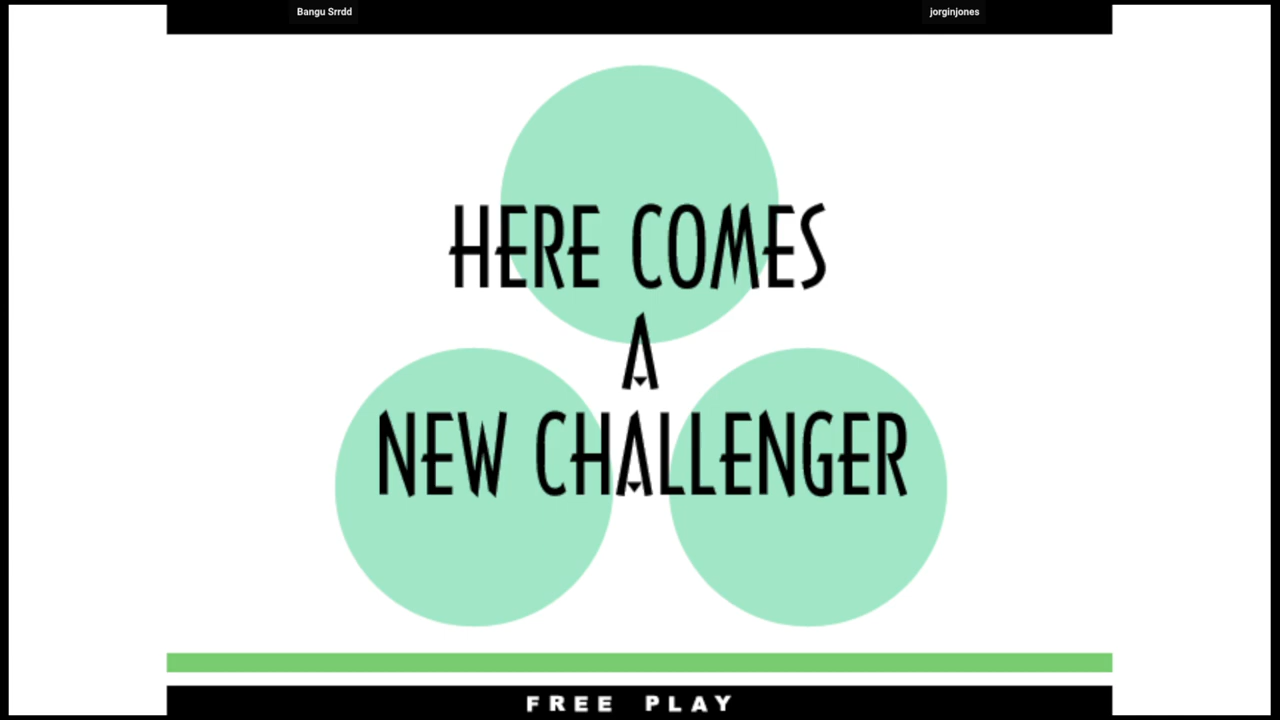 Bangu Srrdd
jorginjones
HERE COMES
A
NEW CHALLENGER
FREE PLAY